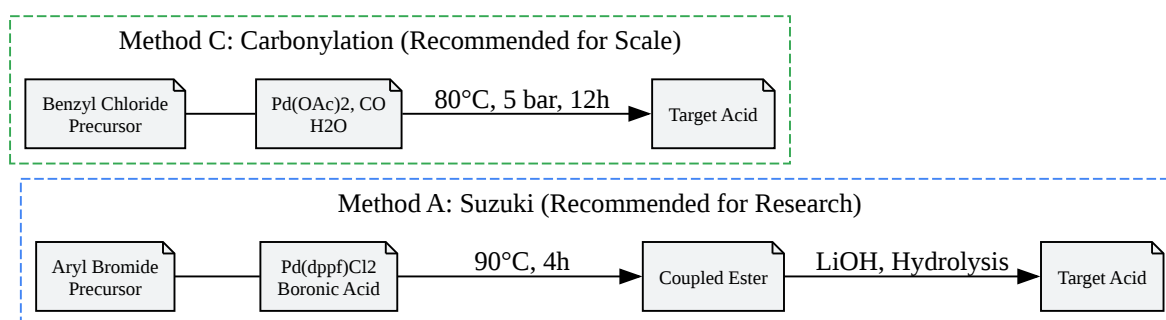 Method C: Carbonylation (Recommended for Scale)
Benzyl Chloride
Precursor
Pd(OAc)2, CO
H2O
80°C, 5 bar, 12h
Target Acid
Method A: Suzuki (Recommended for Research)
Aryl Bromide
Precursor
Pd(dppf)Cl2
Boronic Acid
90°C, 4h
Coupled Ester
LiOH, Hydrolysis
Target Acid